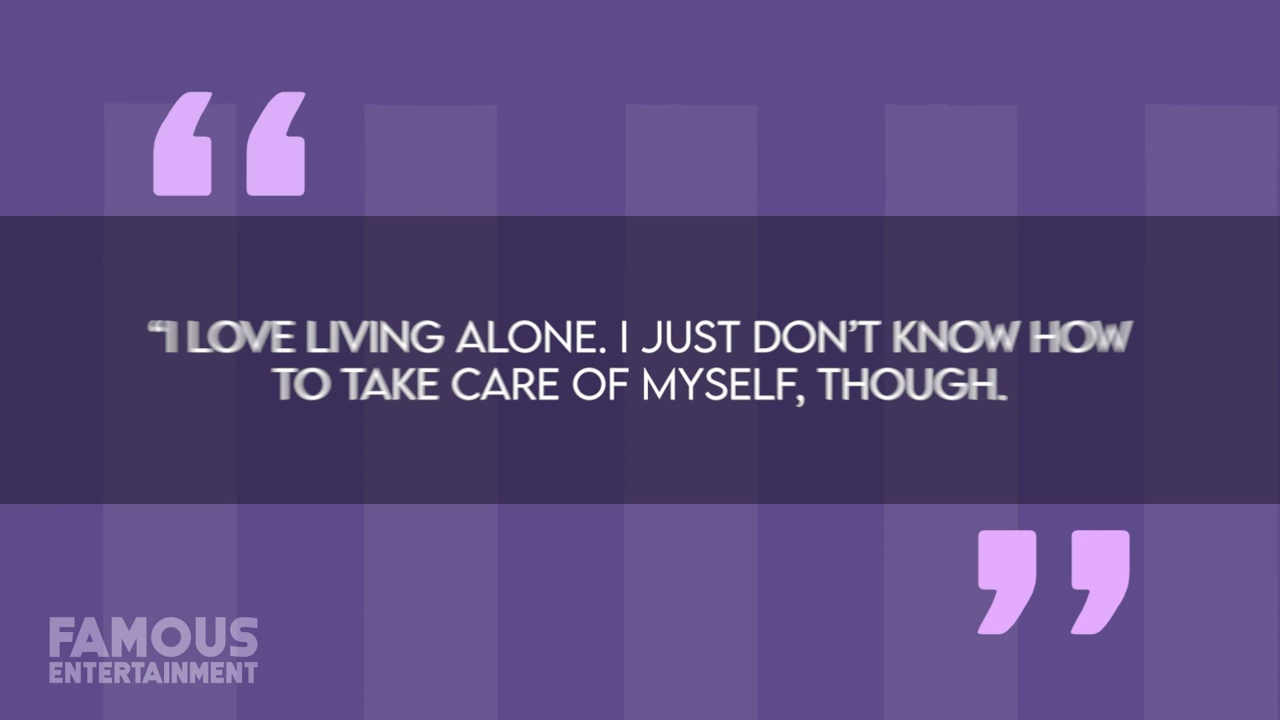 “I LOVE LIVING ALONE. I JUST DON’T KNOW HOW
TO TAKE CARE OF MYSELF, THOUGH.
FAMOUS
ENTERTAINMENT